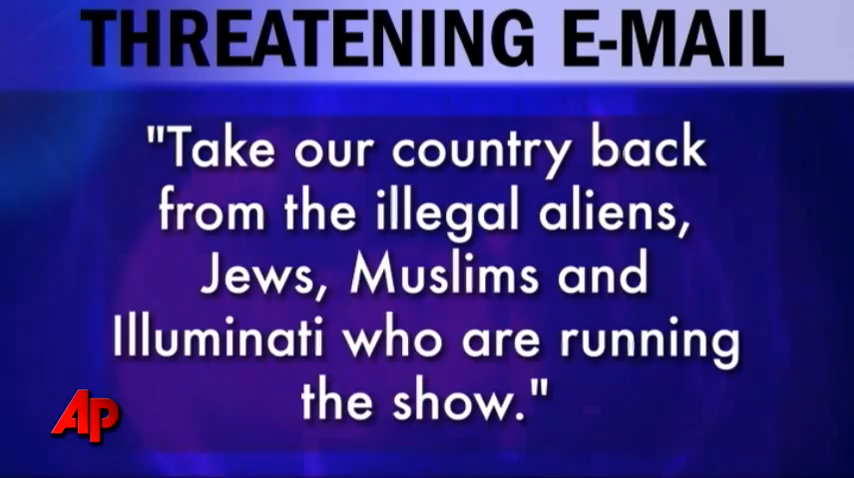 THREATENING E-MAIL
"Take our country back
from the illegal aliens,
Jews, Muslims and
Illuminati who are running
the show."
AP